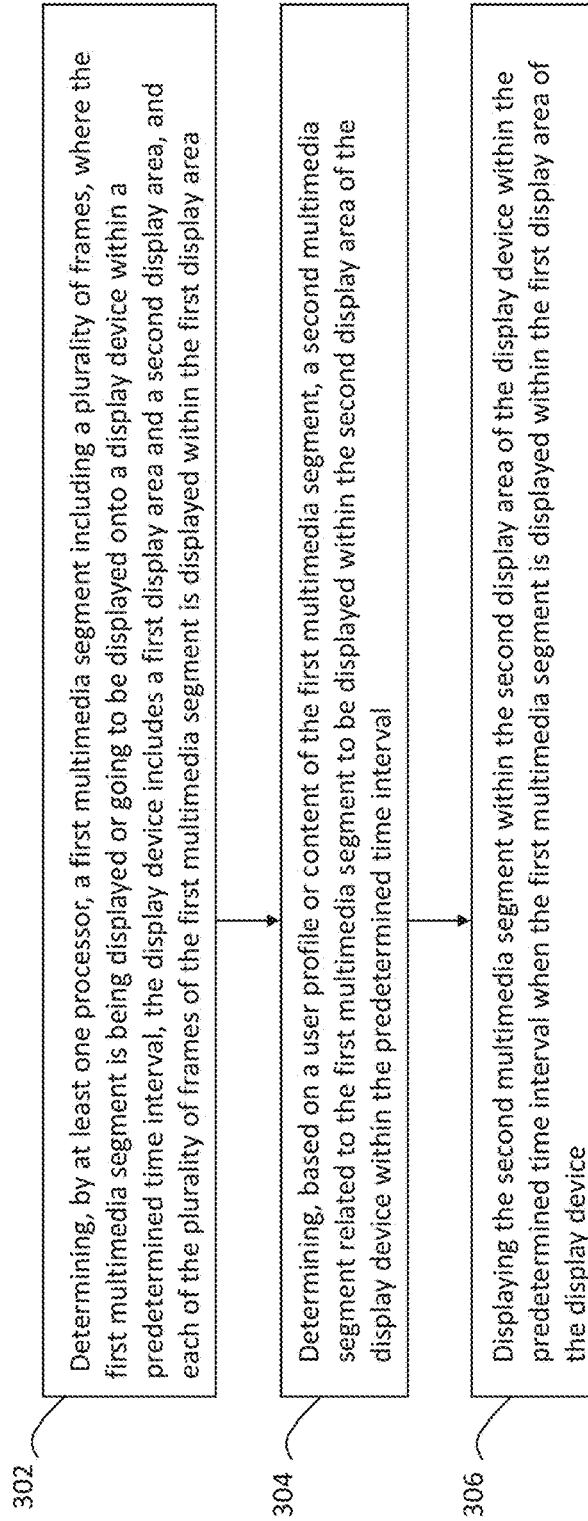 302
Determining, by at least one processor, a first multimedia segment including a plurality of frames, where the
first multimedia segment is being displayed or going to be displayed onto a display device within a
predetermined time interval, the display device includes a first display area and a second display area, and
each of the plurality of frames of the first multimedia segment is displayed within the first display area
304
Determining, based on a user profile or content of the first multimedia segment, a second multimedia
segment related to the first multimedia segment to be displayed within the second display area of the
display device within the predetermined time interval
306
Displaying the second multimedia segment within the second display area of the display device within the
predetermined time interval when the first multimedia segment is displayed within the first display area of
the display device